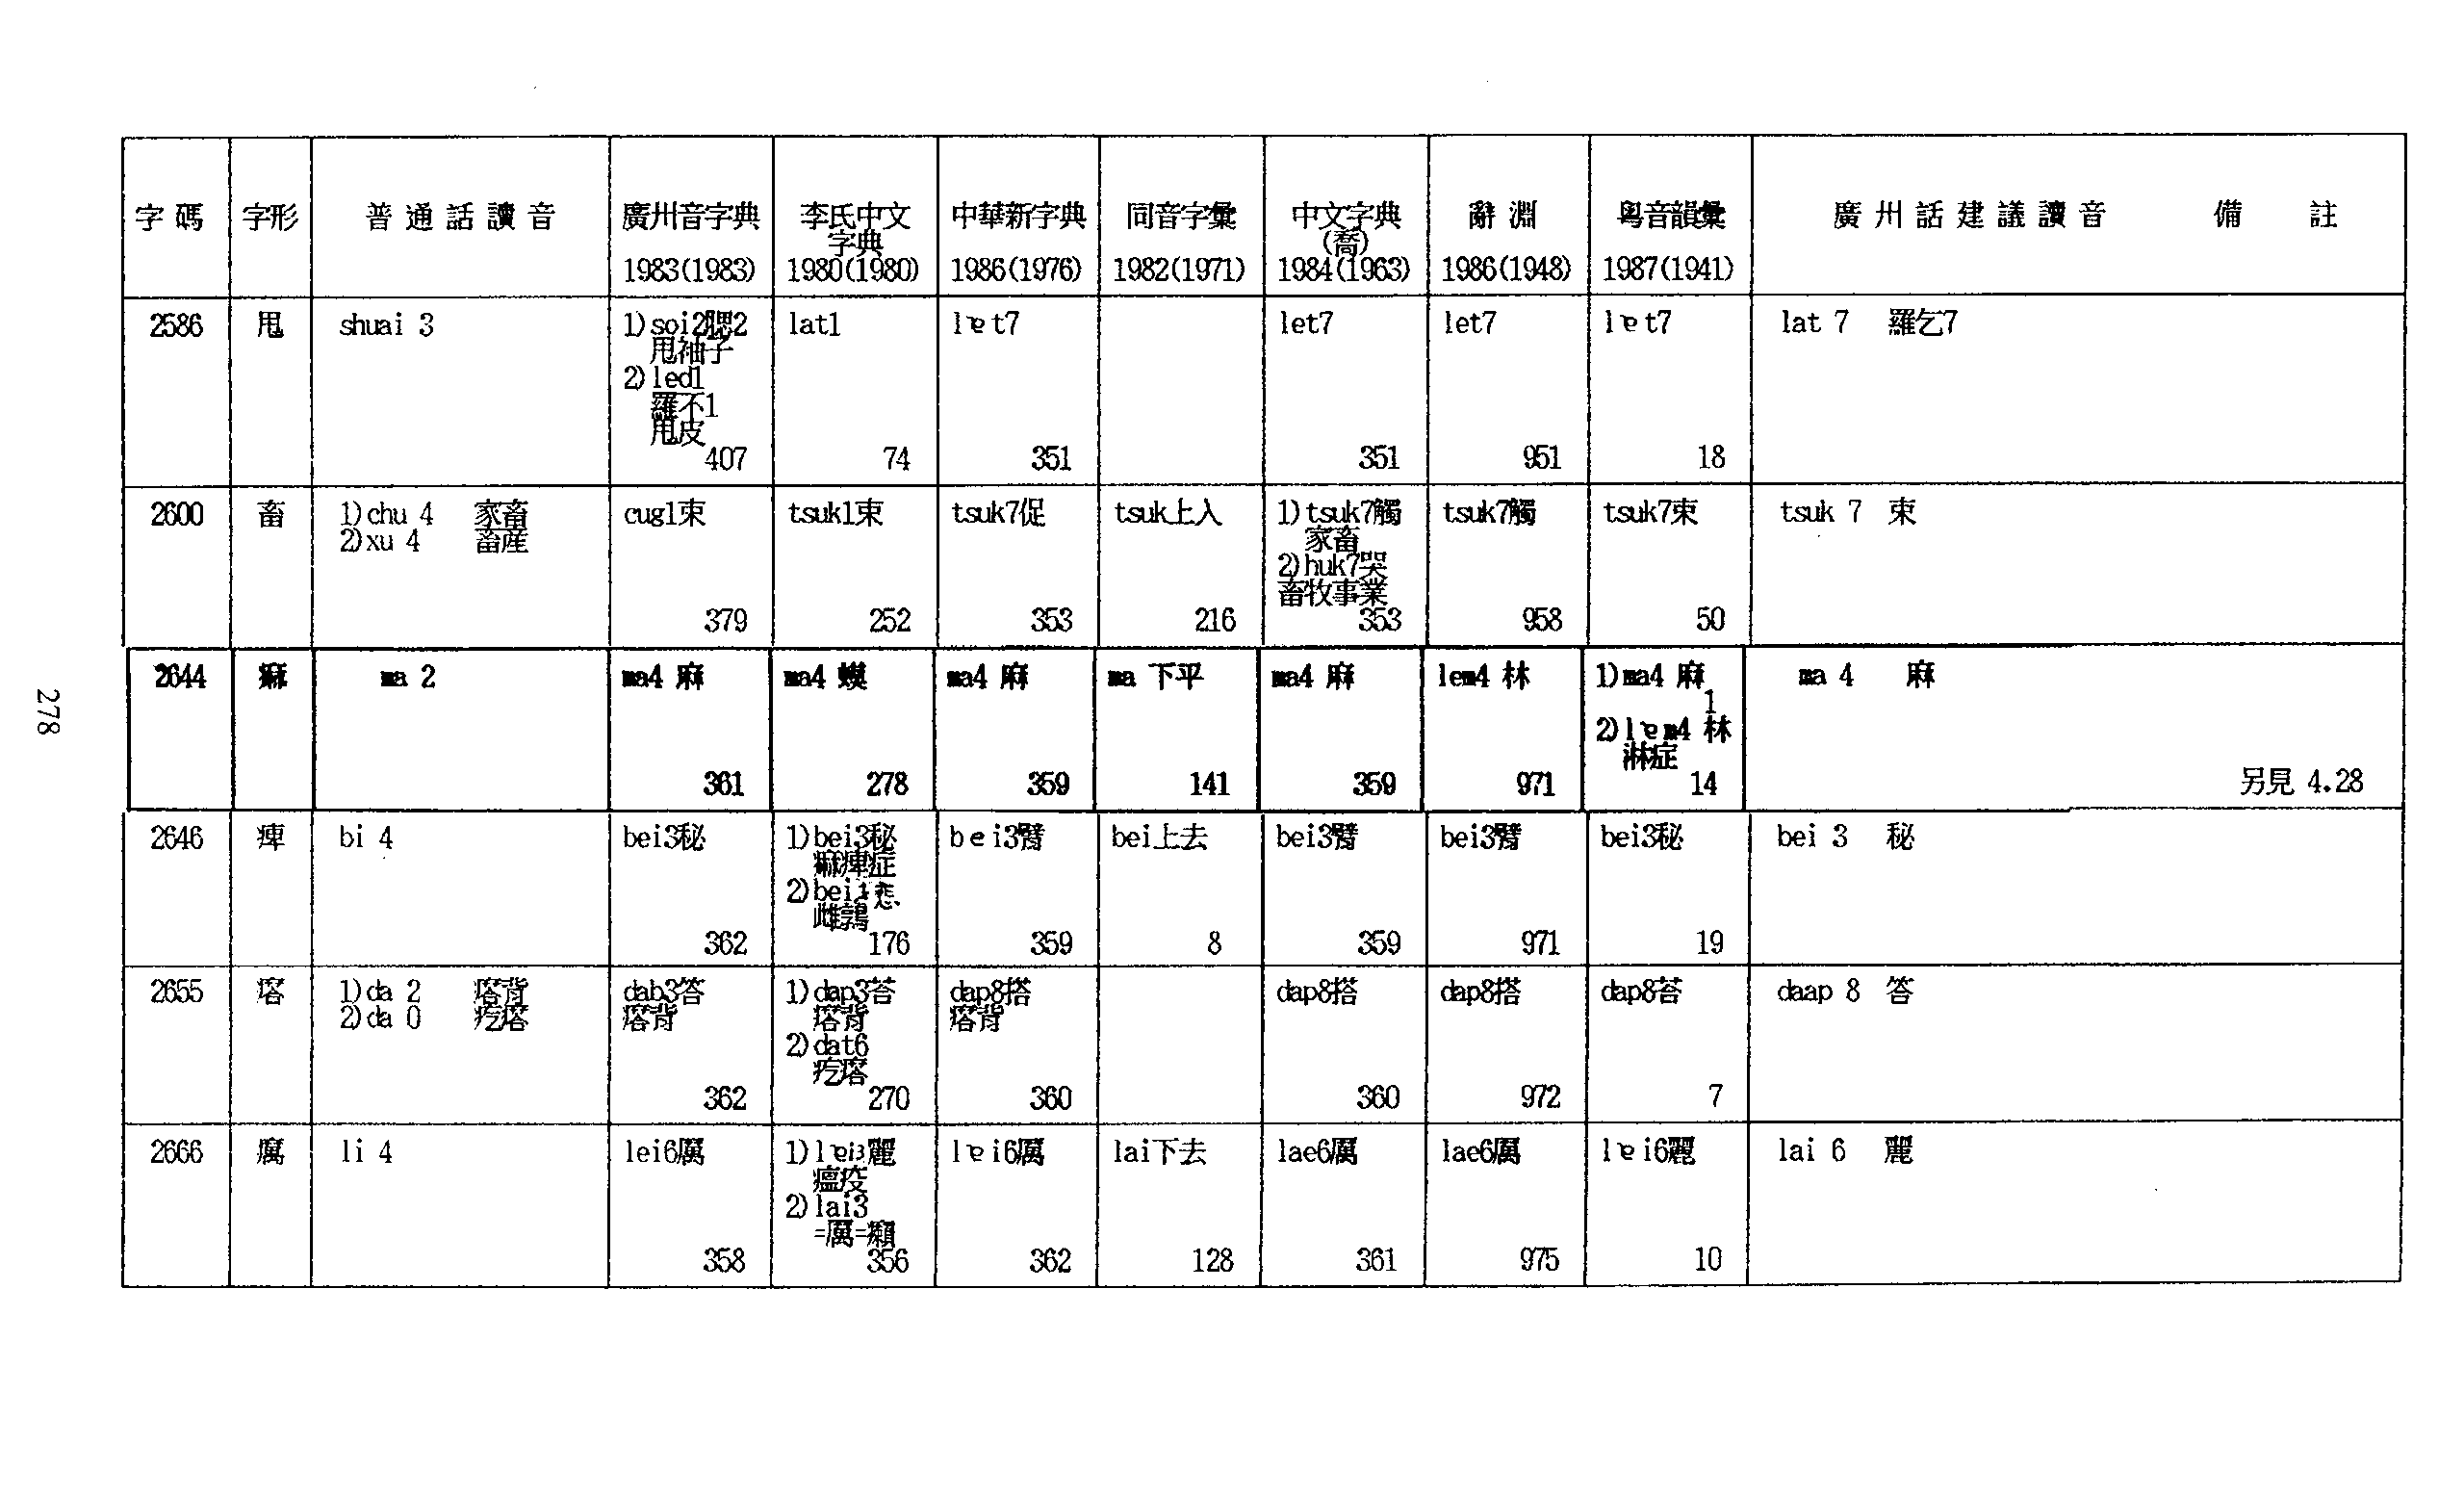 字碼 字形 普通話讀音 廣州音字典 李氏中文 中華新字典 同音字彙 中文字典 辭淵 粵音韻彙 廣州話建議讀音 備註
字典 (喬)
1983(1983) 1980(1980) 1986(1976) 1982(1971) 1984(1963) 1986(1948) 1987(1941)
2586 甩 shuai 3 1)soi2腮2 lat1 lɐt7 let7 let7 lɐt7 lat 7 羅乞7
甩袖子
2)led1
羅不1
甩皮
407 74 351 351 951 18
2600 畜 1)chu 4 家畜 cug1束 tsuk1束 tsuk7促 tsuk上入 1)tsuk7觸 tsuk7觸 tsuk7束 tsuk 7 束
2)xu 4 畜產 家畜
2)huk7哭
畜牧事業
379 252 353 216 353 958 50
2644 痳 ma 2 ma4 麻 ma4 蟆 ma4 麻 ma 下平 ma4 麻 lem4 林 1)ma4 麻 ma 4 麻
1
2)lɐm4 林
淋症
361 278 359 141 359 971 14 另見 4.28
2646 痺 bi 4 bei3秘 1)bei3秘 bei3臂 bei上去 bei3臂 bei3臂 bei3秘 bei 3 秘
麻痺症
2)bei1悲
雌鶉
362 176 359 8 359 971 19
2655 瘩 1)da 2 瘩背 dab3答 1)dap3荅 dap8搭 dap8搭 dap8搭 dap8荅 daap 8 答
2)da 0 疙瘩 瘩背 瘩背 瘩背
2)dat6
疙瘩
362 270 360 360 972 7
2666 癘 li 4 lei6厲 1)lɐi3麗 lɐi6厲 lai下去 lae6厲 lae6厲 lɐi6麗 lai 6 麗
瘟疫
2)lai3
=厲=癩
358 356 362 128 361 975 10
278